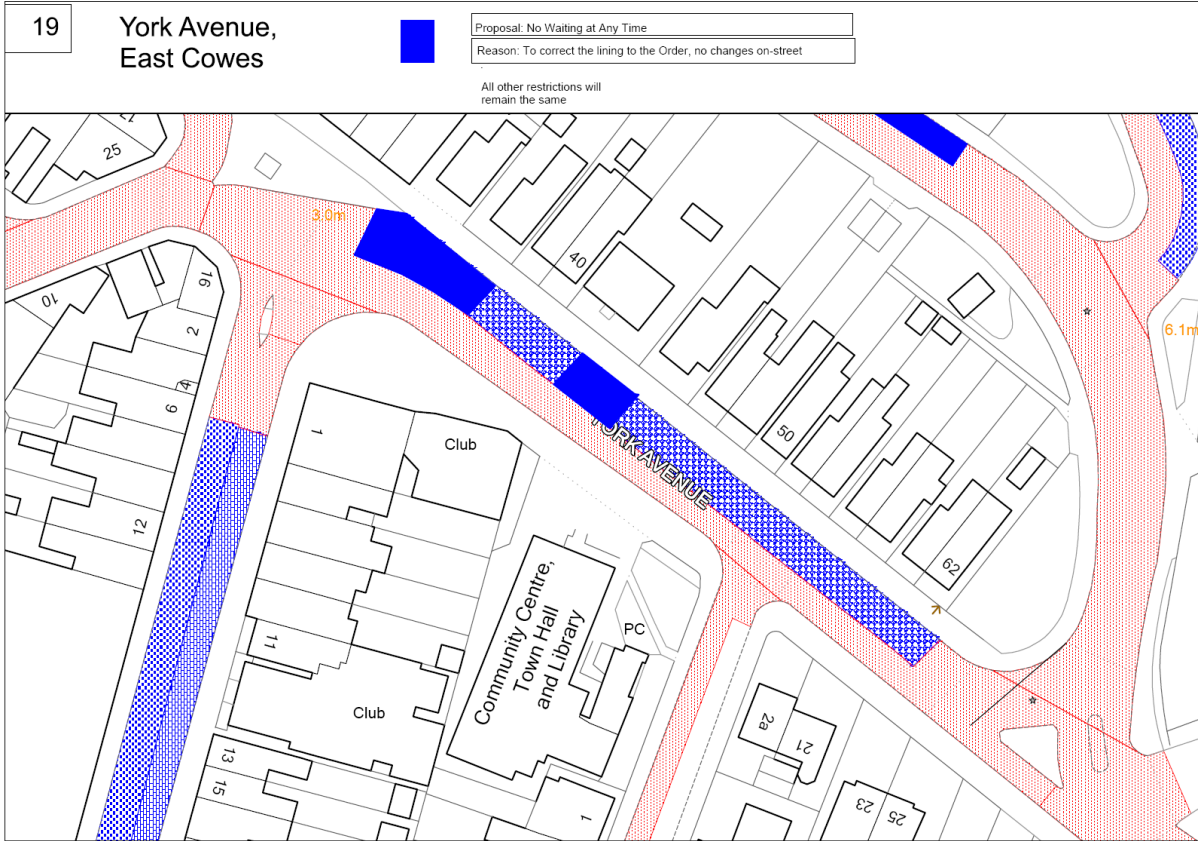 19
York Avenue,
East Cowes
Proposal: No Waiting at Any Time
Reason: To correct the lining to the Order, no changes on-street
All other restrictions will
remain the same
17
25
3.0m
40
16
10
2
4
6
6.1m
50
YORK AVENUE
1
Club
12
62
Community Centre,
Town Hall
and Library
PC
11
Club
2a
21
13
15
1
23
25